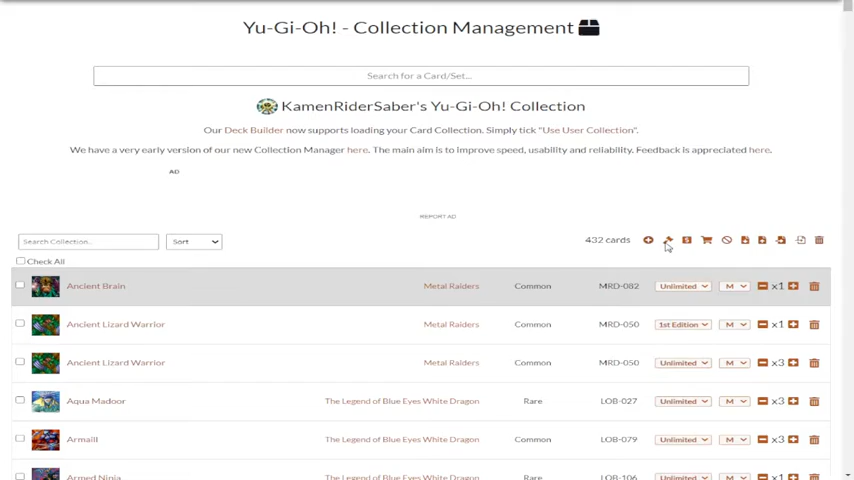 Yu-Gi-Oh! - Collection Management
Search for a Card/Set...
KamenRiderSaber's Yu-Gi-Oh! Collection
Our Deck Builder now supports loading your Card Collection. Simply tick "Use User Collection".
We have a very early version of our new Collection Manager here. The main aim is to improve speed, usability and reliability. Feedback is appreciated here.
AD
REPORT AD
Search Collection... Sort 432 cards
Check All
Ancient Brain Metal Raiders Common MRD-082 Unlimited M x1
Ancient Lizard Warrior Metal Raiders Common MRD-050 1st Edition M x1
Ancient Lizard Warrior Metal Raiders Common MRD-050 Unlimited M x3
Aqua Madoor The Legend of Blue Eyes White Dragon Rare LOB-027 Unlimited M x3
Armaill The Legend of Blue Eyes White Dragon Common LOB-079 Unlimited M x3
Armed Ninja The Legend of Blue Eyes White Dragon Rare LOB-106 Unlimited M x1